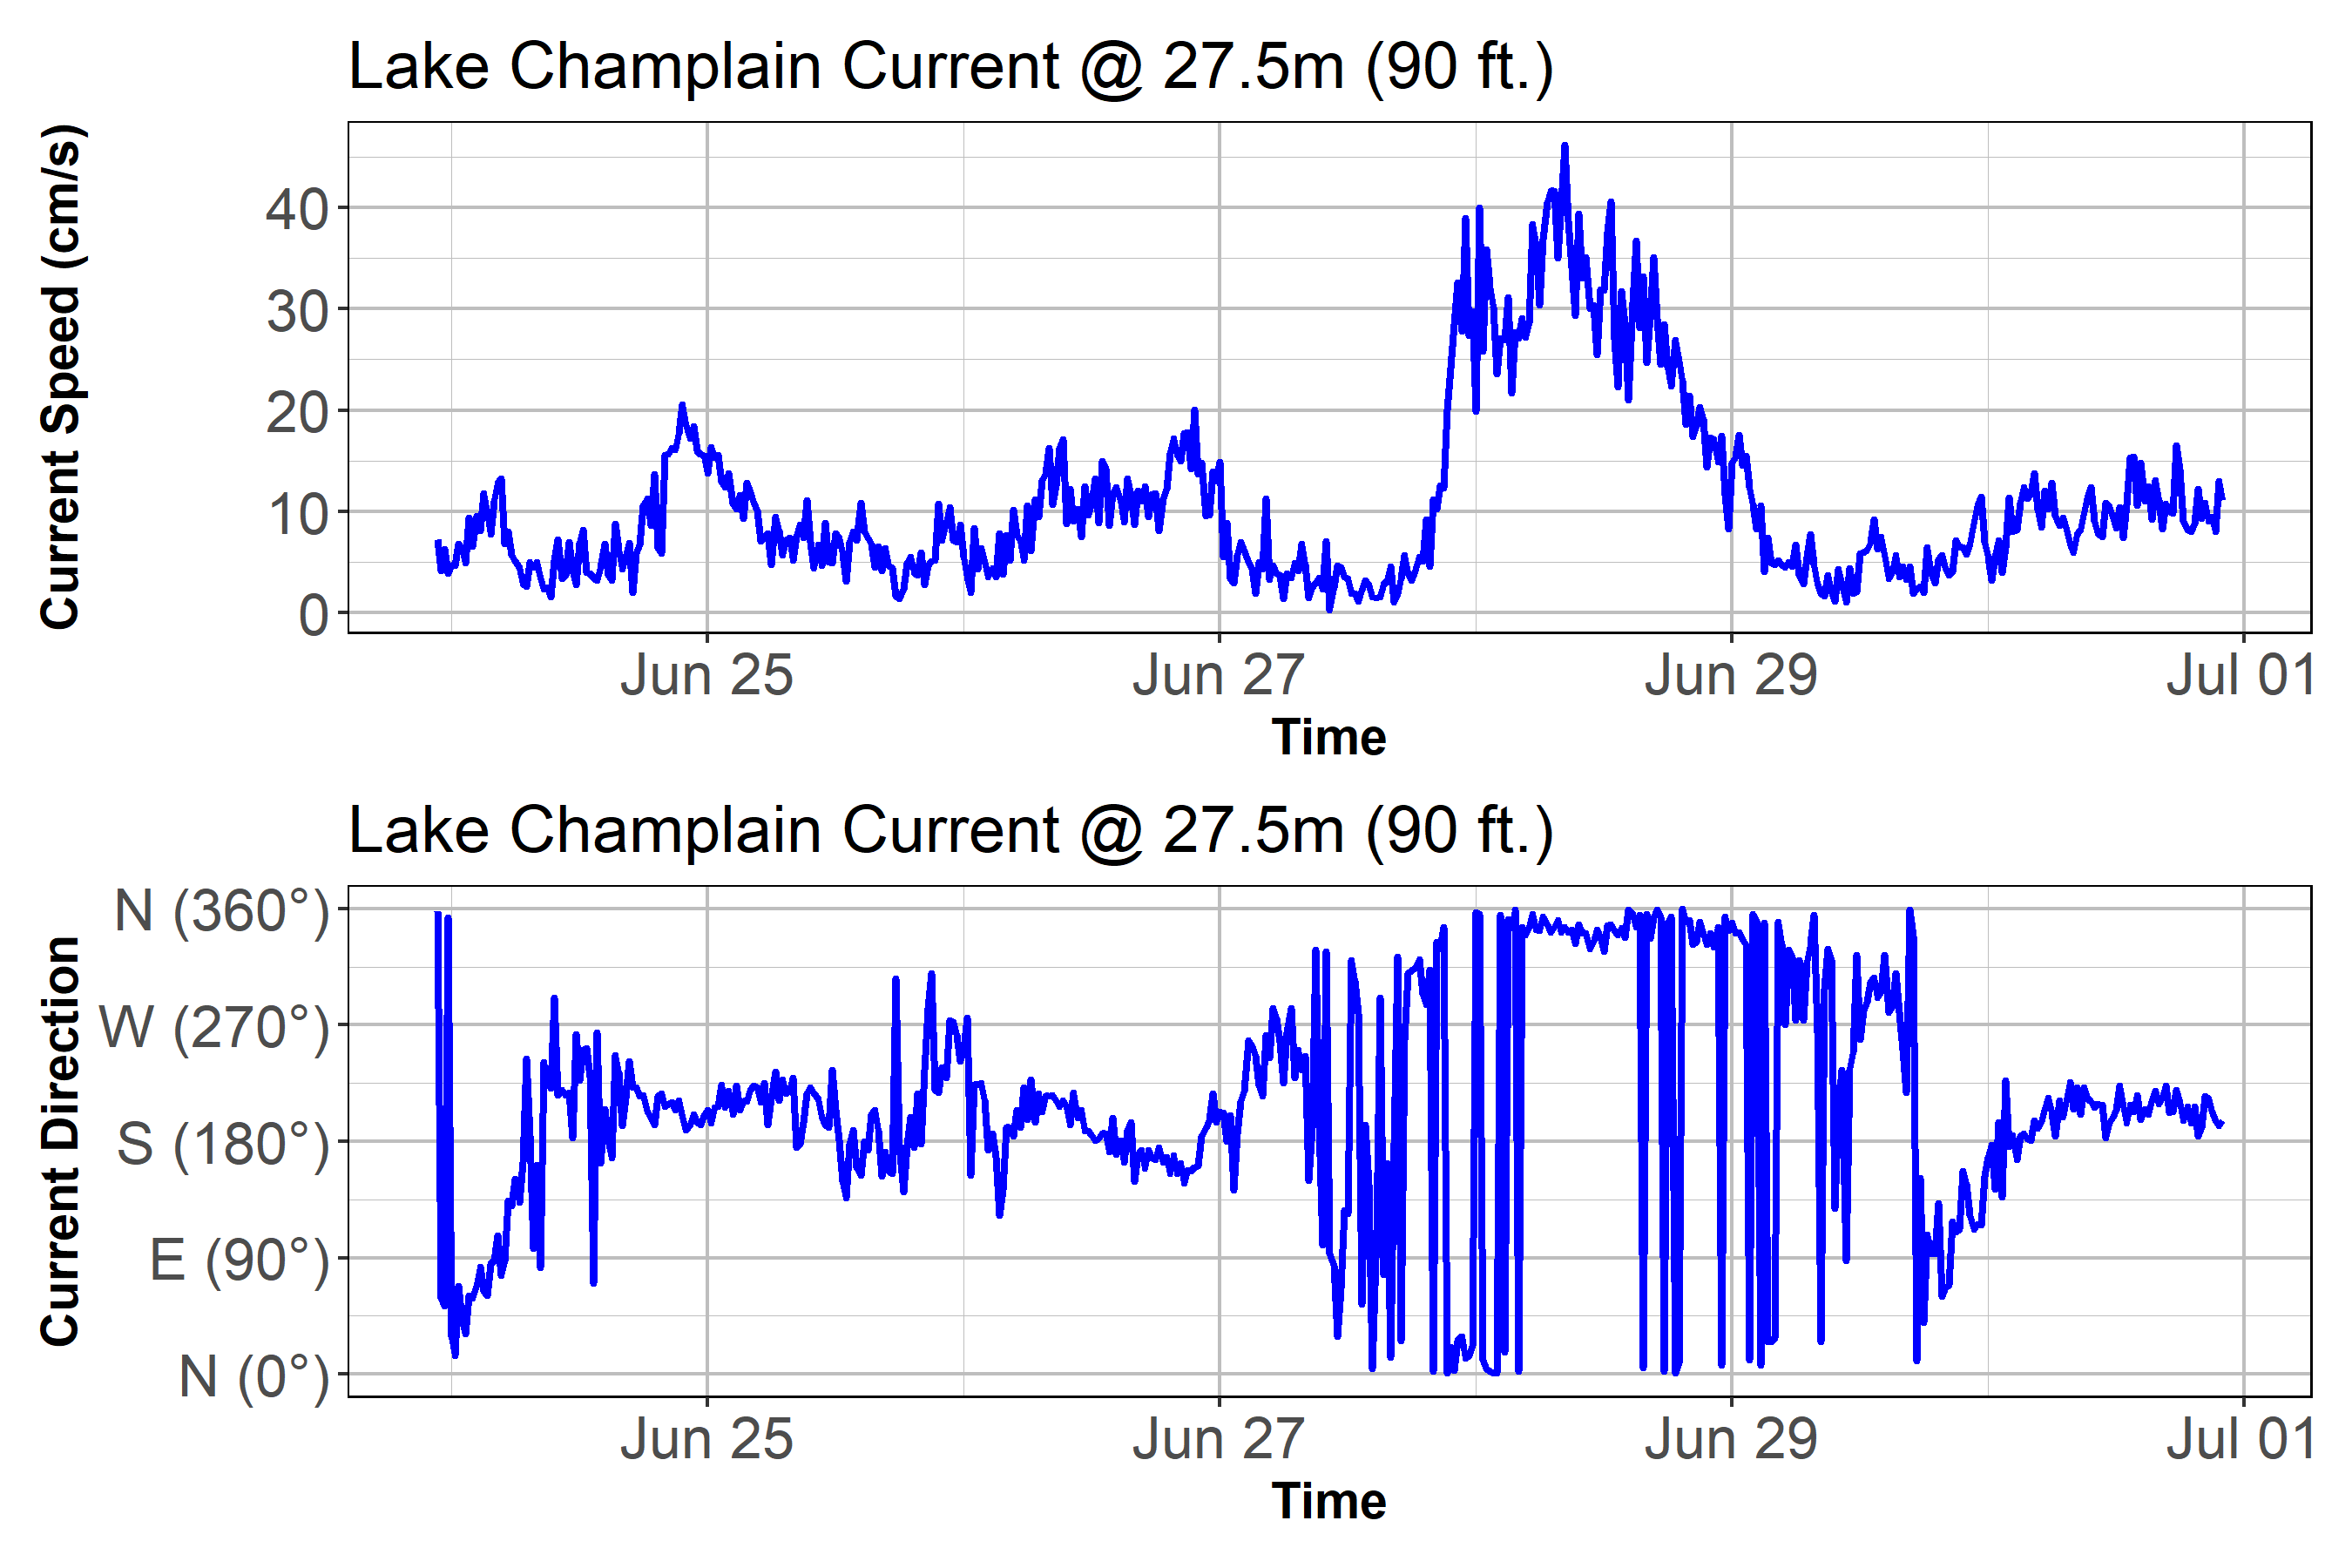 Lake Champlain Current @ 27.5m (90 ft.)
Current Speed (cm/s)
40
30
20
10
0
Jun 25
Jun 27
Jun 29
Jul 01
Time
Lake Champlain Current @ 27.5m (90 ft.)
Current Direction
N (360°)
W (270°)
S (180°)
E (90°)
N (0°)
Jun 25
Jun 27
Jun 29
Jul 01
Time